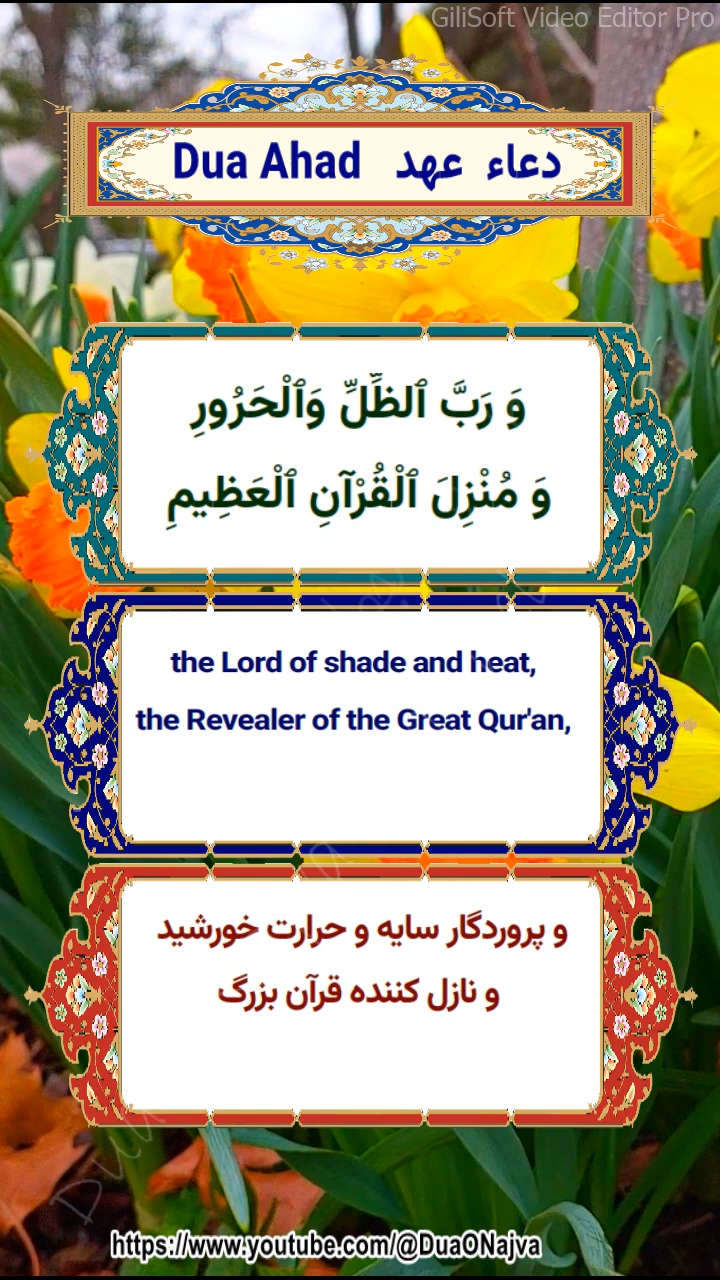 GiliSoft Video Editor Pro
Dua Ahad دعاء عهد
وَ رَبَّ ٱلظِّلِّ وَٱلْحَرُورِ
وَ مُنْزِلَ ٱلْقُرْآنِ ٱلْعَظِيمِ
the Lord of shade and heat,
the Revealer of the Great Qur'an,
و پروردگار سایه و حرارت خورشید
و نازل کننده قرآن بزرگ
https://www.youtube.com/@DuaONajva